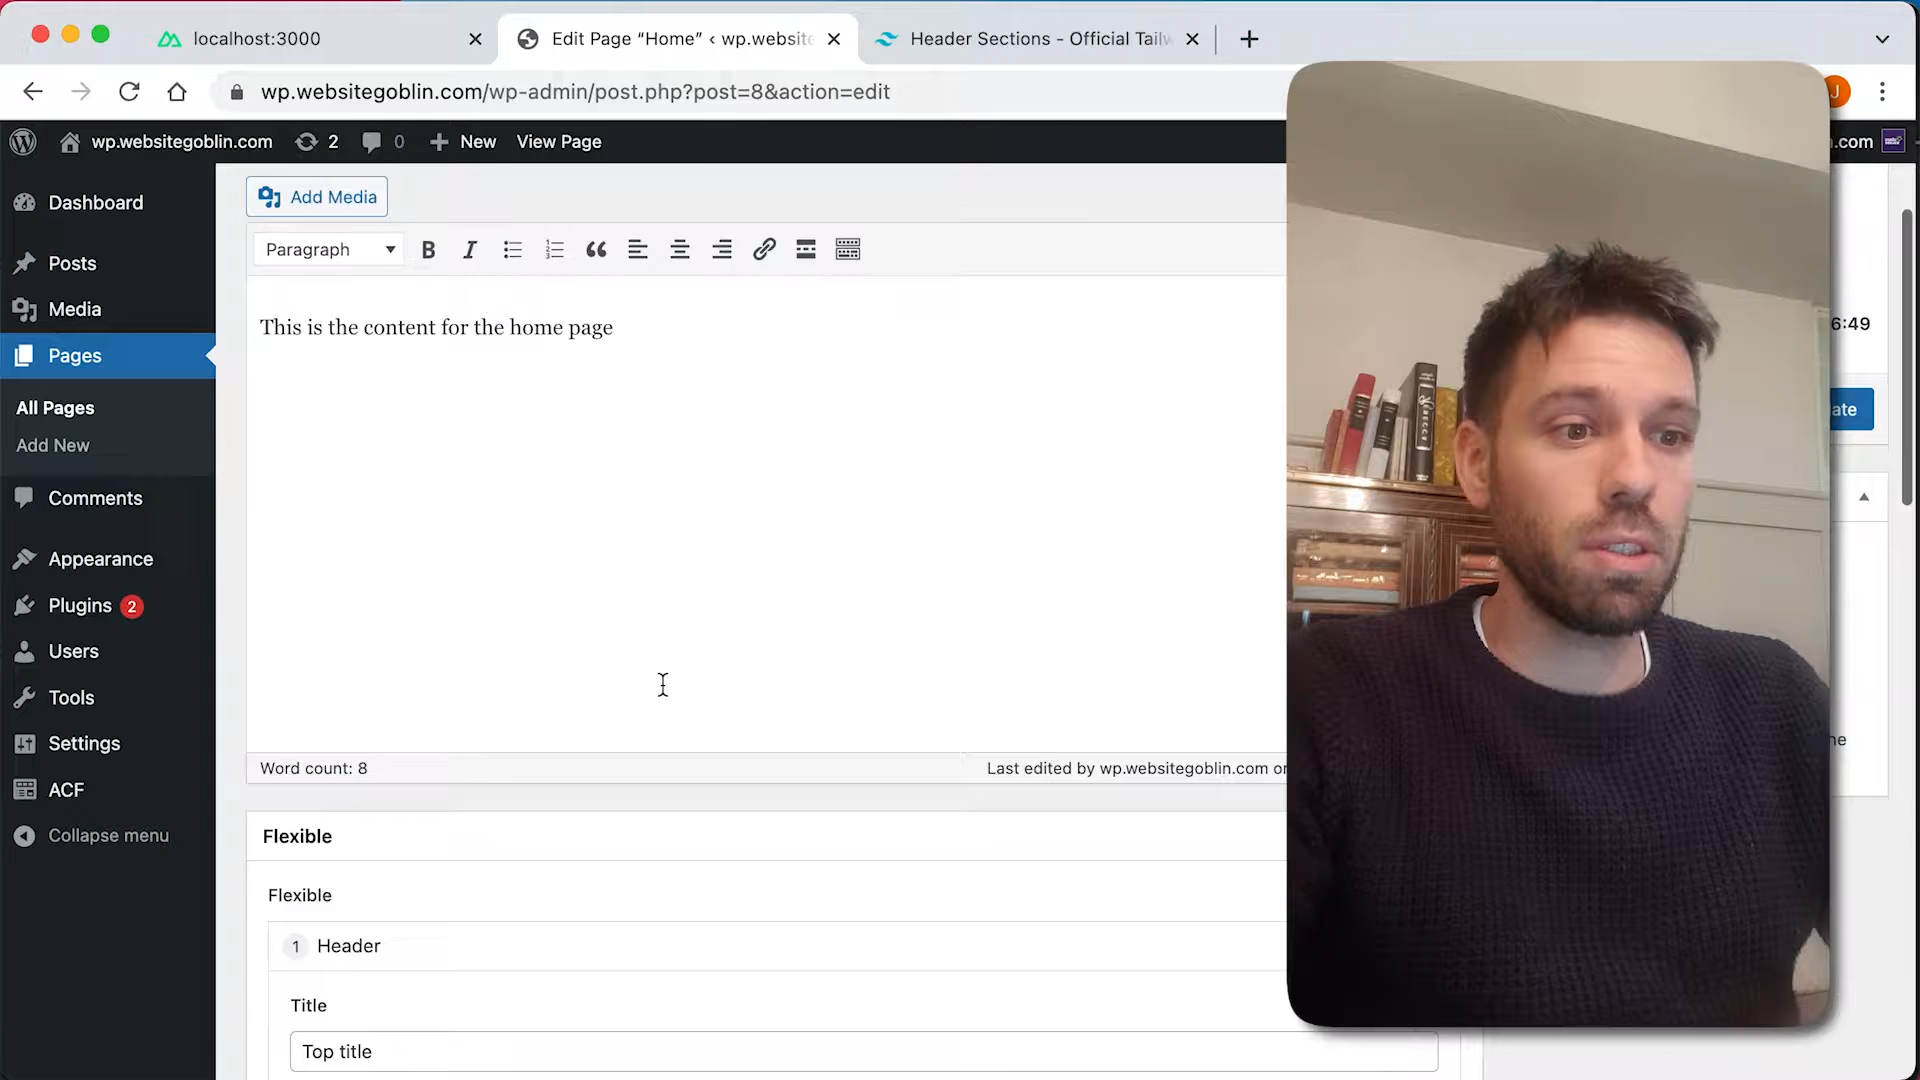 localhost:3000
Edit Page “Home” ‹ wp.website
Header Sections - Official Tailw
wp.websitegoblin.com/wp-admin/post.php?post=8&action=edit
J
wp.websitegoblin.com
2
0
New
View Page
.com
Dashboard
Posts
Media
Pages
All Pages
Add New
Comments
Appearance
Plugins 2
Users
Tools
Settings
ACF
Collapse menu
Add Media
Paragraph
This is the content for the home page
6:49
ate
ne
Word count: 8
Last edited by wp.websitegoblin.com or
Flexible
Flexible
1 Header
Title
Top title